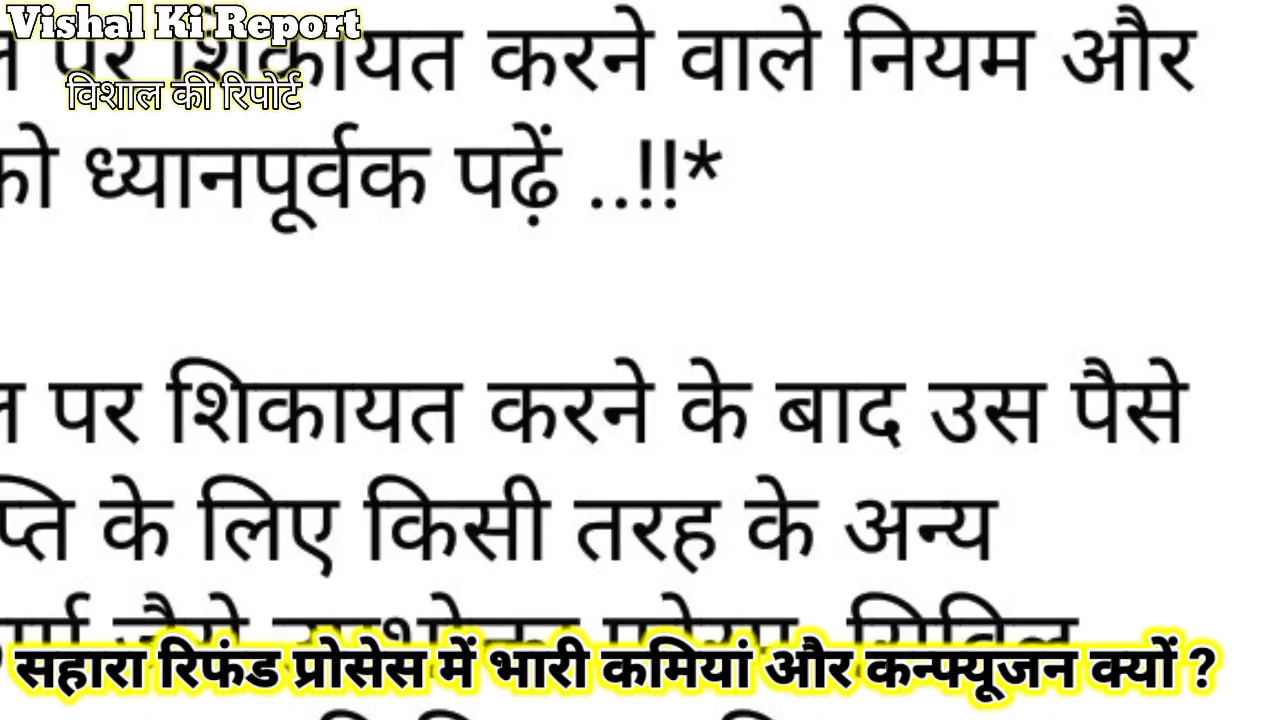 Vishal Ki Report
पर शिकायत करने वाले नियम और
विशाल की रिपोर्ट
को ध्यानपूर्वक पढ़ें ..!!*
पर शिकायत करने के बाद उस पैसे
के लिए किसी तरह के अन्य
सहारा रिफंड प्रोसेस में भारी कमियां और कन्फ्यूजन क्यों ?